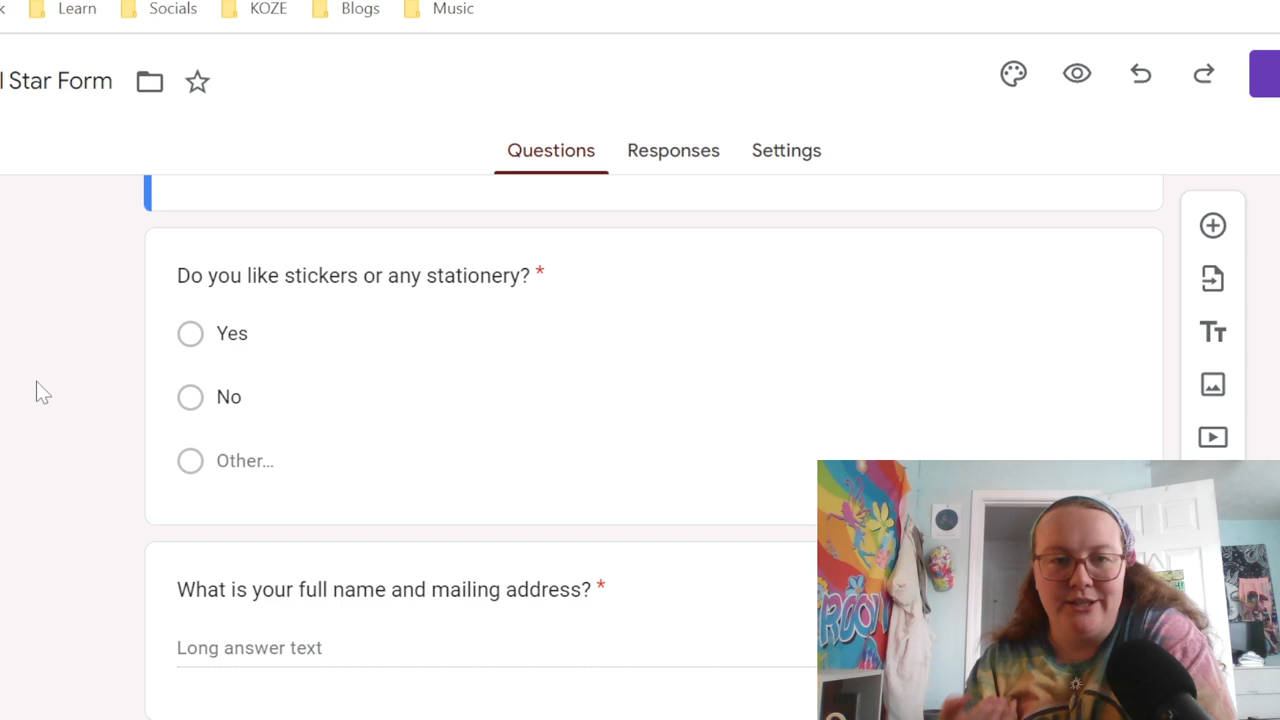 Learn Socials KOZE Blogs Music
l Star Form
Questions Responses Settings
Do you like stickers or any stationery? *
Yes
No
Other...
Tт
What is your full name and mailing address? *
Long answer text